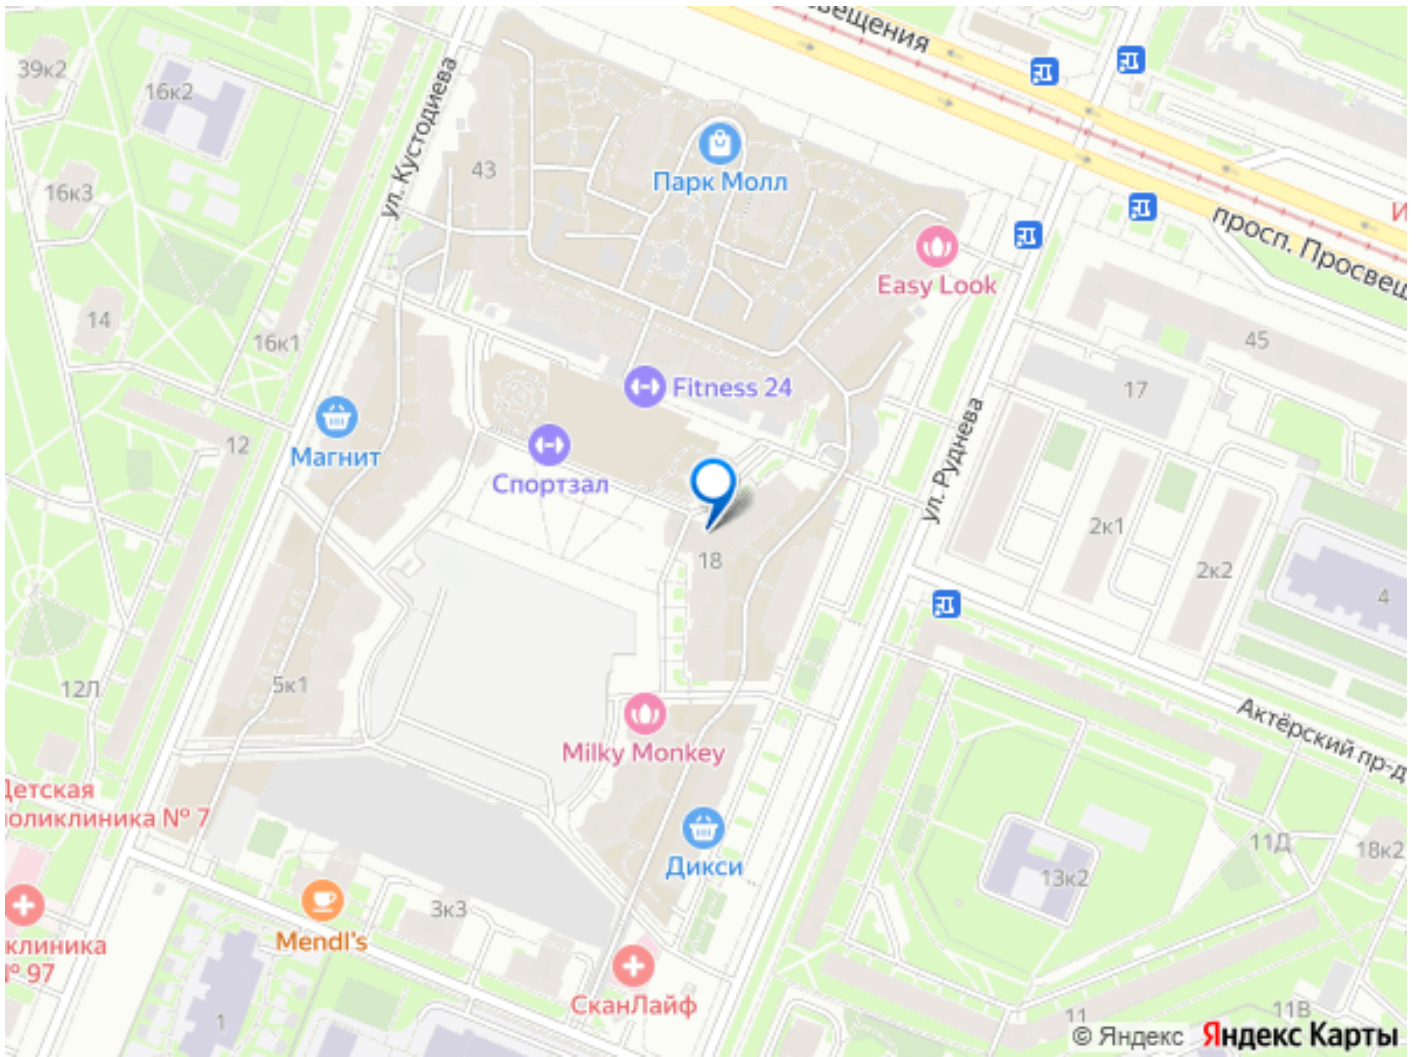 вещения
39к2
16к2
ул. Кустодиева
43
Парк Молл
16к3
И
просп. Просвещ
Easy Look
14
16к1
45
Fitness 24
17
12
Магнит
Спортзал
ул. Руднева
2к1
18
2к2
4
12Л
5к1
Актёрский пр-д
Milky Monkey
Детская
поликлиника № 7
Дикси
11Д
18к2
13к2
3к3
Mendl's
клиника
№ 97
СканЛайф
1
11
11В
© Яндекс Яндекс Карты